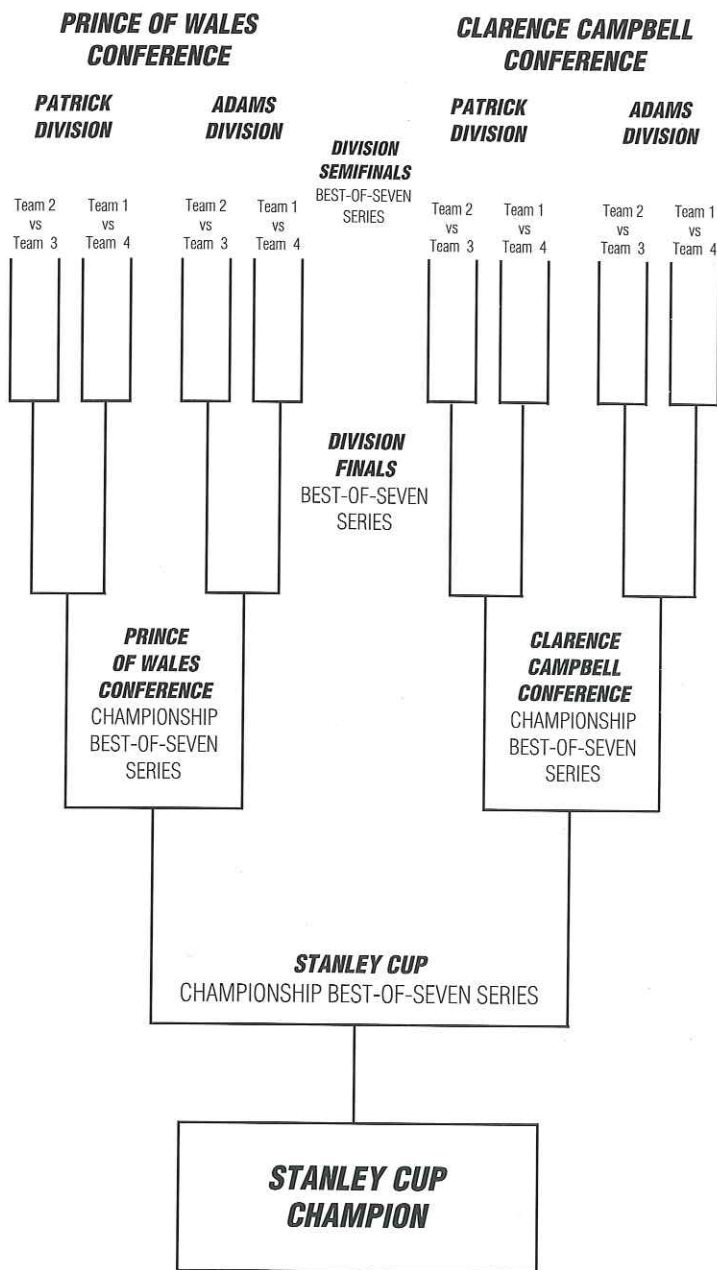 PRINCE OF WALES
CONFERENCE
CLARENCE CAMPBELL
CONFERENCE
PATRICK
DIVISION
ADAMS
DIVISION
PATRICK
DIVISION
ADAMS
DIVISION
DIVISION
SEMIFINALS
BEST-OF-SEVEN
SERIES
Team 2
vs
Team 3
Team 1
vs
Team 4
Team 2
vs
Team 3
Team 1
vs
Team 4
Team 2
vs
Team 3
Team 1
vs
Team 4
Team 2
vs
Team 3
Team 1
vs
Team 4
DIVISION
FINALS
BEST-OF-SEVEN
SERIES
PRINCE
OF WALES
CONFERENCE
CHAMPIONSHIP
BEST-OF-SEVEN
SERIES
CLARENCE
CAMPBELL
CONFERENCE
CHAMPIONSHIP
BEST-OF-SEVEN
SERIES
STANLEY CUP
CHAMPIONSHIP BEST-OF-SEVEN SERIES
STANLEY CUP
CHAMPION